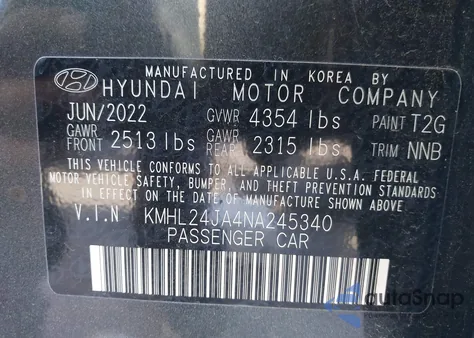 MANUFACTURED IN KOREA BY
HYUNDAI MOTOR COMPANY
JUN/2022 GVWR 4354 lbs PAINT T2G
GAWR FRONT 2513 lbs GAWR REAR 2315 lbs TRIM NNB
THIS VEHICLE CONFORMS TO ALL APPLICABLE U.S.A. FEDERAL
MOTOR VEHICLE SAFETY, BUMPER, AND THEFT PREVENTION STANDARDS
IN EFFECT ON THE DATE OF MANUFACTURE SHOWN ABOVE.
V.I.N KMHL24JA4NA245340
PASSENGER CAR
autoSnap